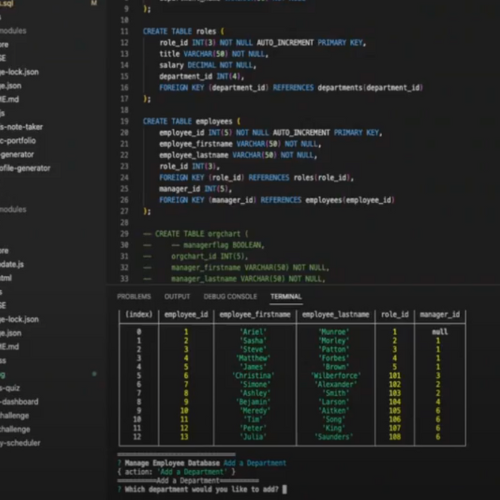 .sql M
modules
ore
SE
ge-lock.json
ge.json
ME.md
js
s-note-taker
c-portfolio
generator
ofile-generator
modules
ore
pdate.js
html
s
SE
ge-lock.json
ge.json
ME.md
ss
g
s-quiz
-dashboard
hallenge
challenge
y-scheduler
9 );
10
11 CREATE TABLE roles (
12 role_id INT(3) NOT NULL AUTO_INCREMENT PRIMARY KEY,
13 title VARCHAR(50) NOT NULL,
14 salary DECIMAL NOT NULL,
15 department_id INT(4),
16 FOREIGN KEY (department_id) REFERENCES departments(department_id)
17 );
18
19 CREATE TABLE employees (
20 employee_id INT(5) NOT NULL AUTO_INCREMENT PRIMARY KEY,
21 employee_firstname VARCHAR(50) NOT NULL,
22 employee_lastname VARCHAR(50) NOT NULL,
23 role_id INT(3),
24 FOREIGN KEY (role_id) REFERENCES roles(role_id),
25 manager_id INT(5),
26 FOREIGN KEY (manager_id) REFERENCES employees(employee_id)
27 );
28
29 -- CREATE TABLE orgchart (
30 -- -- managerflag BOOLEAN,
31 -- orgchart_id INT(5),
32 -- manager_firstname VARCHAR(50) NOT NULL,
33 -- manager_lastname VARCHAR(50) NOT NULL,
PROBLEMS OUTPUT DEBUG CONSOLE TERMINAL
(index) employee_id employee_firstname employee_lastname role_id manager_id
0 1 'Ariel' 'Munroe' 1 null
1 2 'Sasha' 'Morley' 2 1
2 3 'Steve' 'Patton' 3 1
3 4 'Matthew' 'Forbes' 4 1
4 5 'James' 'Brown' 5 1
5 6 'Christina' 'Wilberforce' 101 3
6 7 'Simone' 'Alexander' 102 2
7 8 'Ashley' 'Smith' 103 2
8 9 'Bejamin' 'Larson' 104 4
9 10 'Meredy' 'Aitken' 105 6
10 11 'Tim' 'Song' 106 6
11 12 'Peter' 'King' 107 6
12 13 'Julia' 'Saunders' 108 6
? Manage Employee Database Add a Department
{ action: 'Add a Department' }
==========Add a Department==========
? Which department would you like to add?